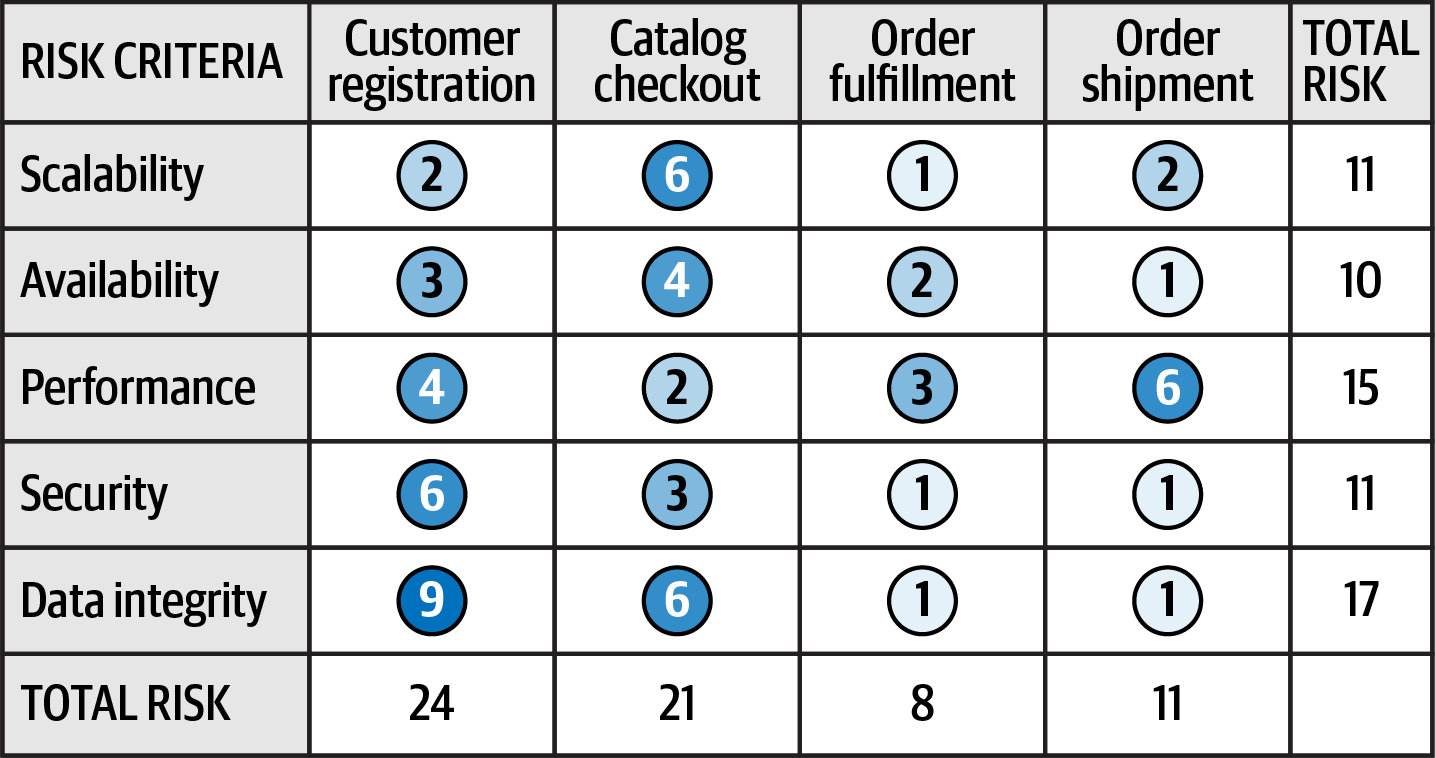 RISK CRITERIA Customer registration Catalog checkout Order fulfillment Order shipment TOTAL RISK
Scalability 2 6 1 2 11
Availability 3 4 2 1 10
Performance 4 2 3 6 15
Security 6 3 1 1 11
Data integrity 9 6 1 1 17
TOTAL RISK 24 21 8 11